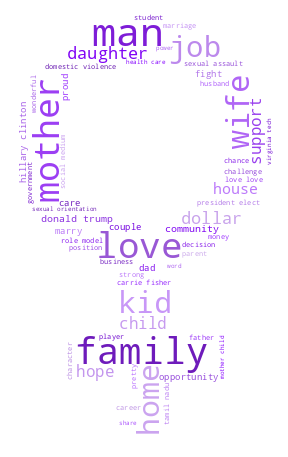 student
man
marriage
power
job
daughter
health care
sexual assault
domestic violence
proud
fight
husband
wonderful
hillary clinton
mother
social medium
government
wife
support
virginia tech
chance
challenge
love love
house
care
president elect
sexual orientation
donald trump
dollar
marry
couple
community
role model
decision
money
position
love
parent
business
dad
word
strong
carrie fisher
kid
child
player
father
mother child
character
family
hope
pretty
home
opportunity
tamil nadu
career
share